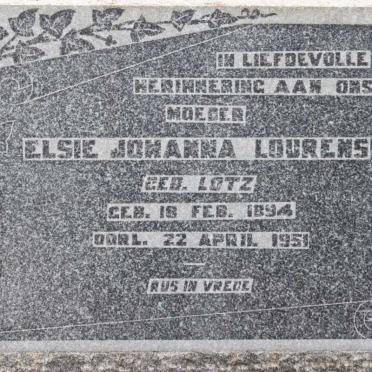 IN LIEFDEVOLLE
HERINNERING AAN ONS
MOEDER
ELSIE JOHANNA LOURENS
GEB. LOTZ
GEB. 18 FEB. 1894
OORL. 22 APRIL 1951
RUS IN VREDE